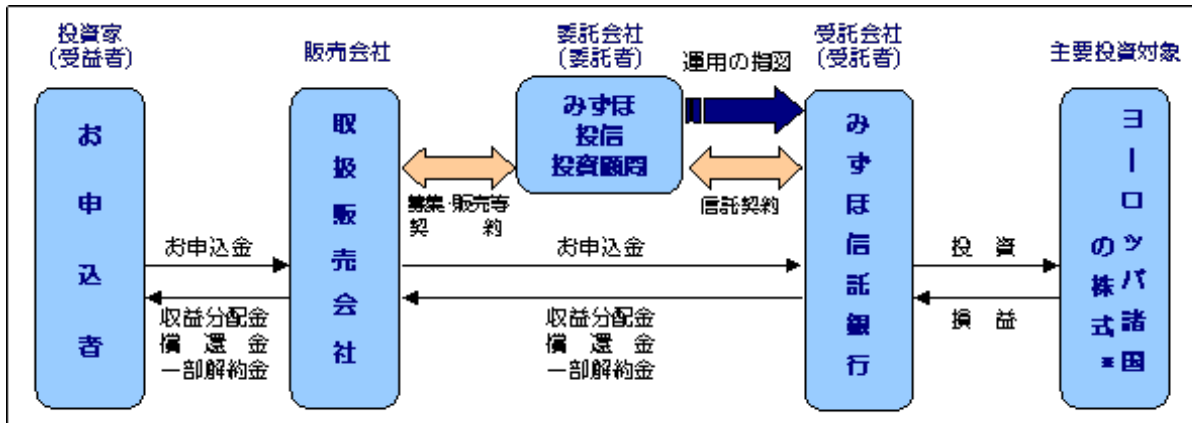 投資家
(受益者)
販売会社
委託会社
(委託者)
受託会社
(受託者)
主要投資対象
お申込者
取扱販売会社
みずほ
投信
投資顧問
運用の指図
みずほ信託銀行
ヨーロッパ諸国
の株式*
募集・販売等
契 約
信託契約
お申込金
お申込金
投 資
収益分配金
償 還 金
一部解約金
収益分配金
償 還 金
一部解約金
損 益